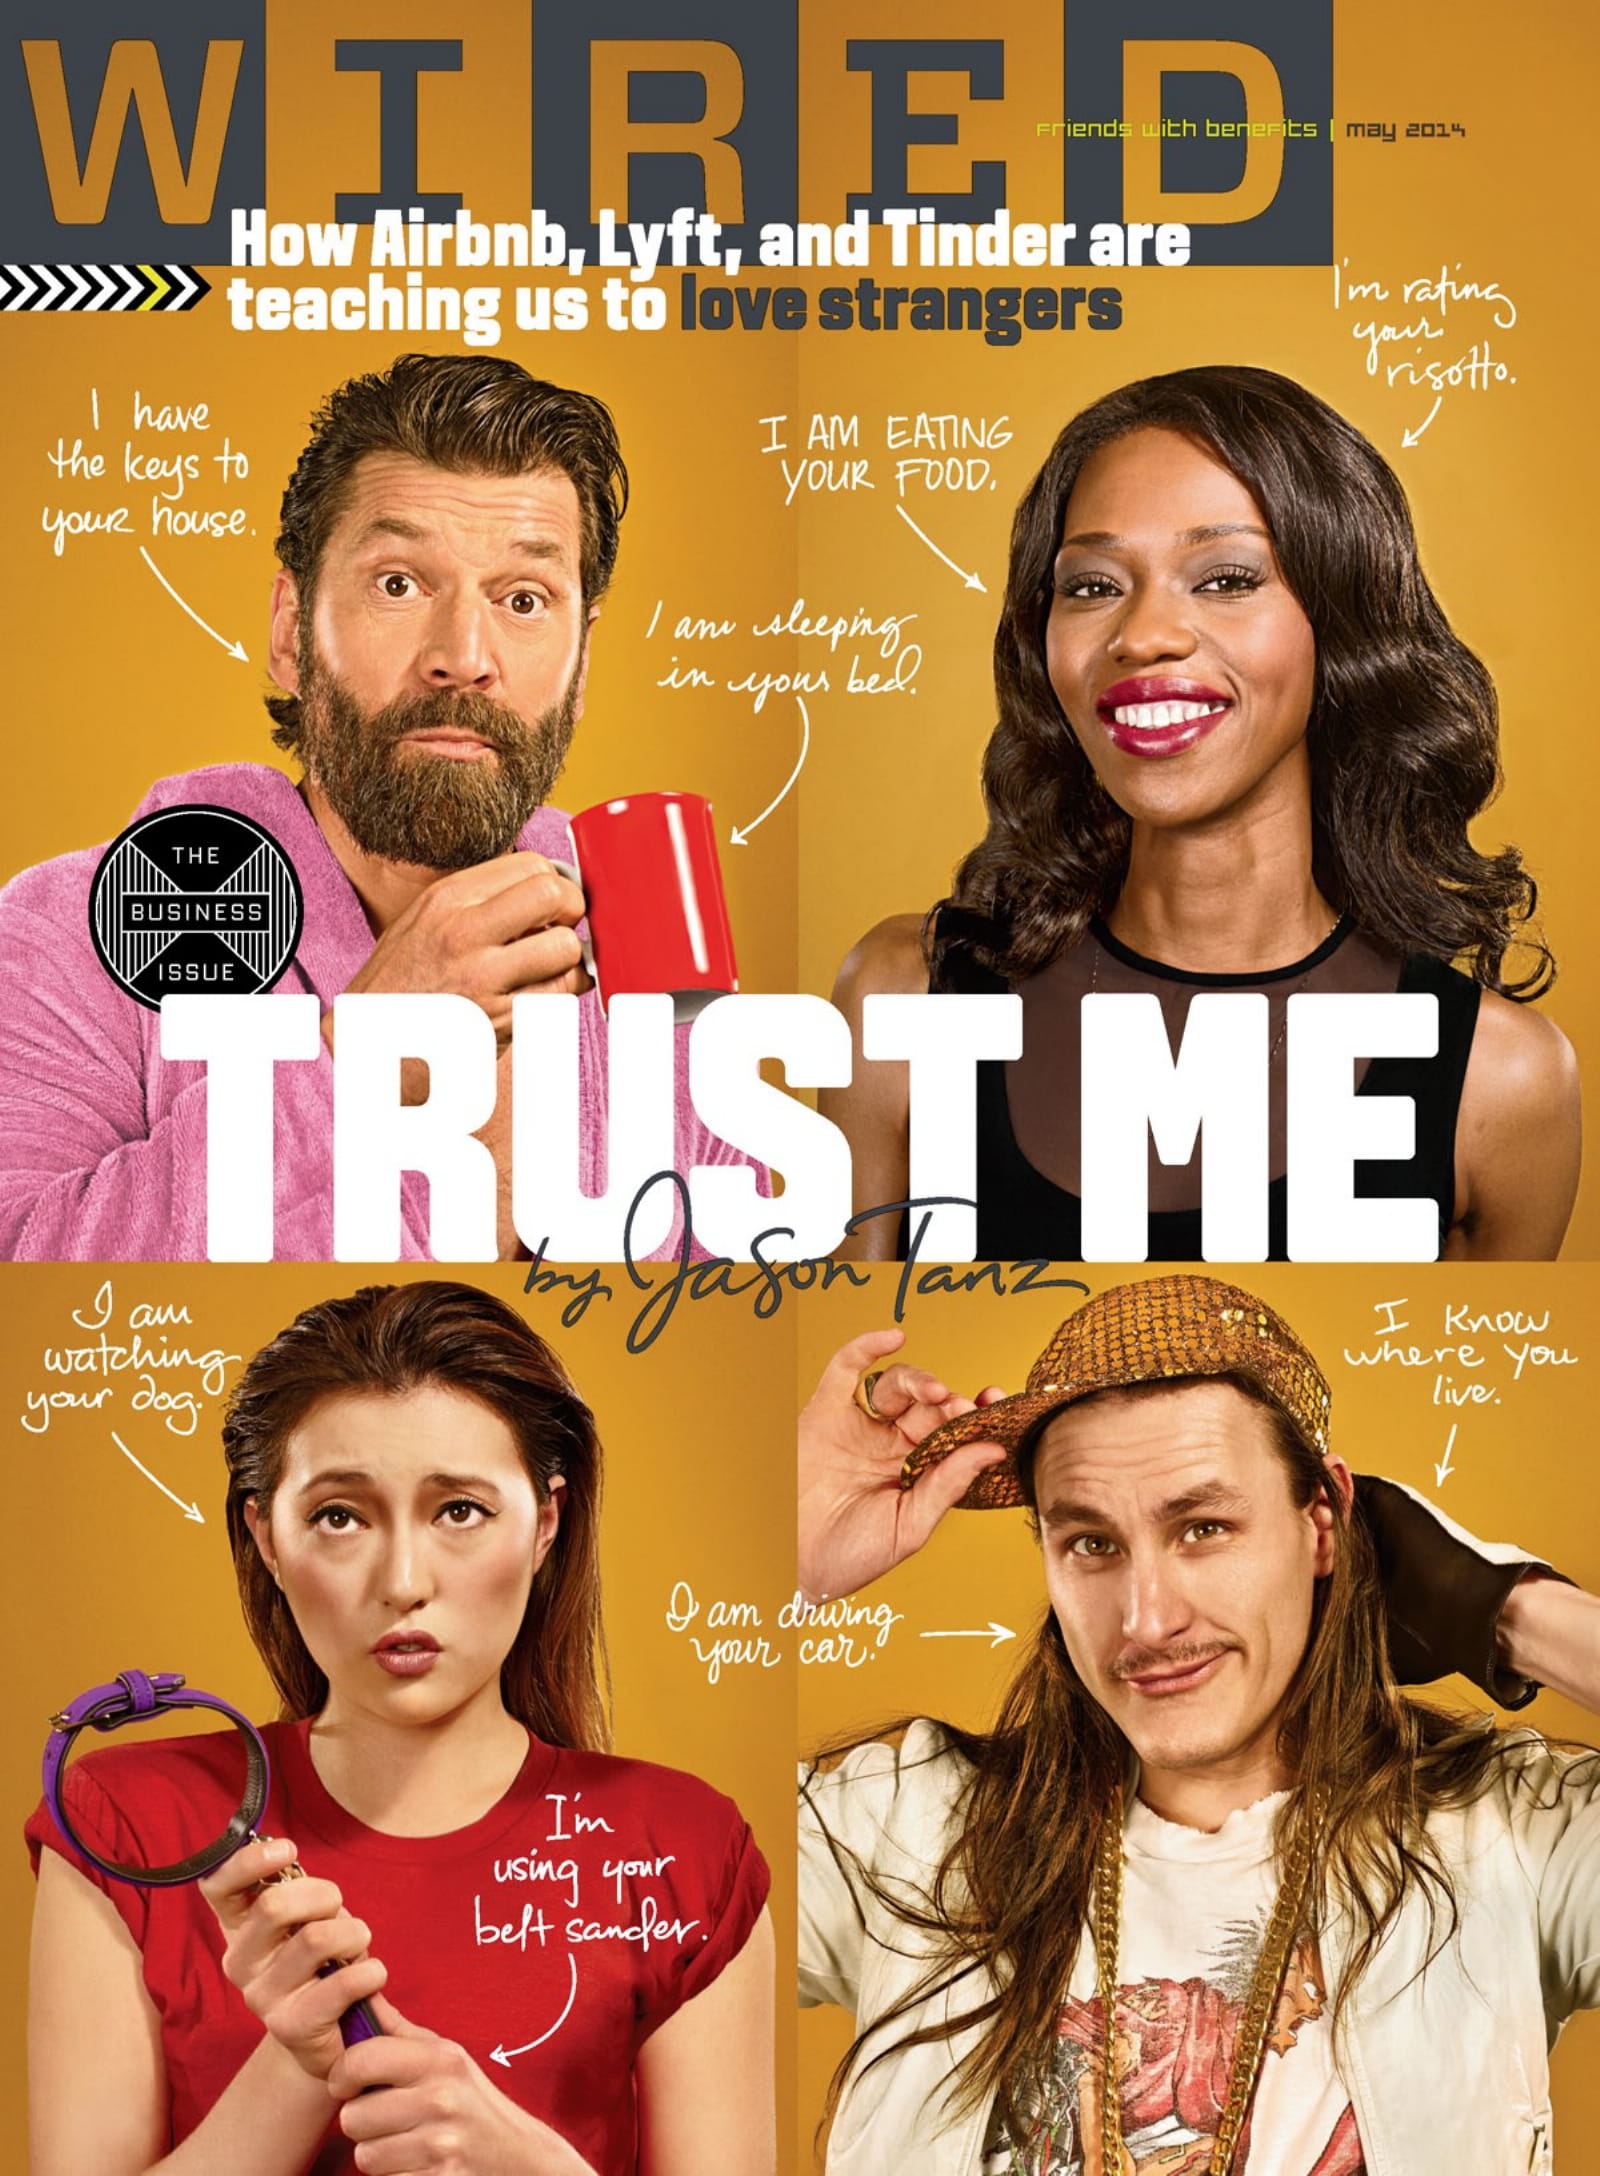 WIRED
Friends with benefits | may 2014
How Airbnb, Lyft, and Tinder are
teaching us to love strangers
I'm rating
your
risotto.
I have
the keys to
your house.
I AM EATING
YOUR FOOD.
I am sleeping
in your bed.
THE
BUSINESS
ISSUE
TRUST ME
by Jason Tanz
I am
watching
your dog.
I know
where you
live.
I am driving
your car.
I'm
using your
belt sander.